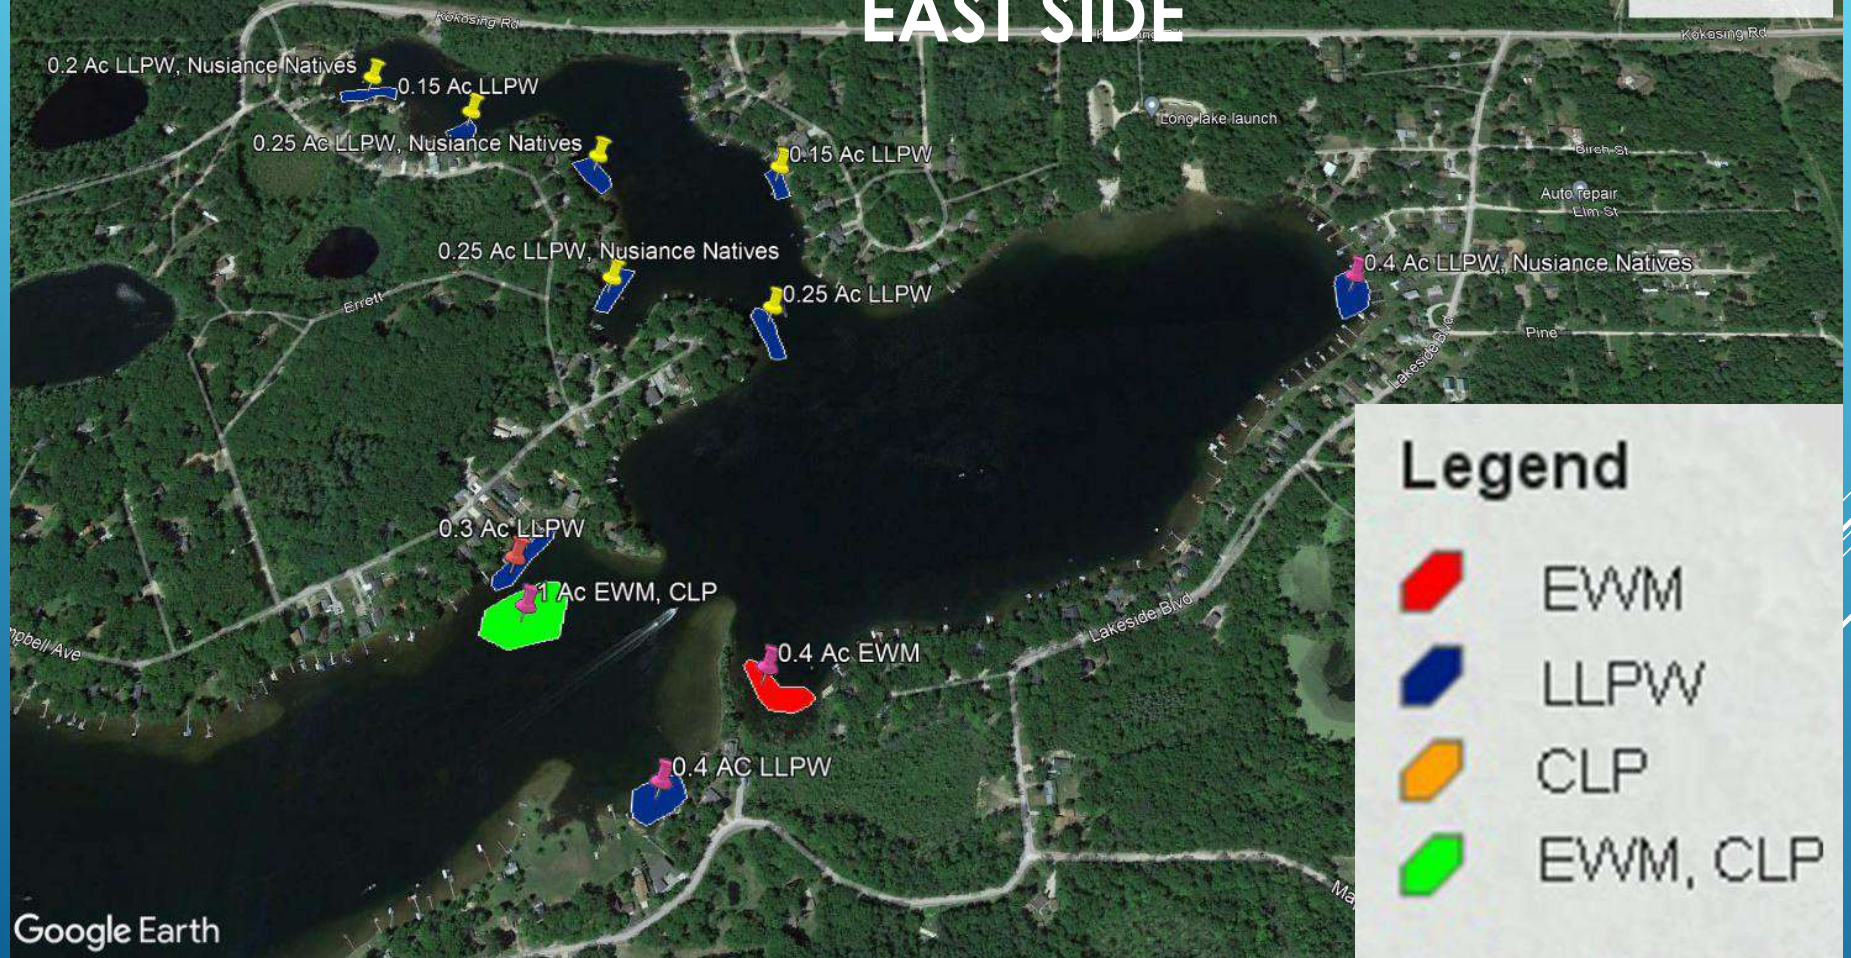 EAST SIDE
Kokosing Rd
Kokosing Rd
0.2 Ac LLPW, Nusiance Natives
0.15 Ac LLPW
Long lake launch
0.25 Ac LLPW, Nusiance Natives
0.15 Ac LLPW
Birch St
Auto repair
Elm St
0.25 Ac LLPW, Nusiance Natives
0.4 Ac LLPW, Nusiance Natives
Errett
0.25 Ac LLPW
Pine
Lakeside Blvd
Legend
EWM
LLPW
CLP
EWM, CLP
0.3 Ac LLPW
1 Ac EWM, CLP
Lakeside Blvd
Ave
0.4 Ac EWM
0.4 AC LLPW
Google Earth